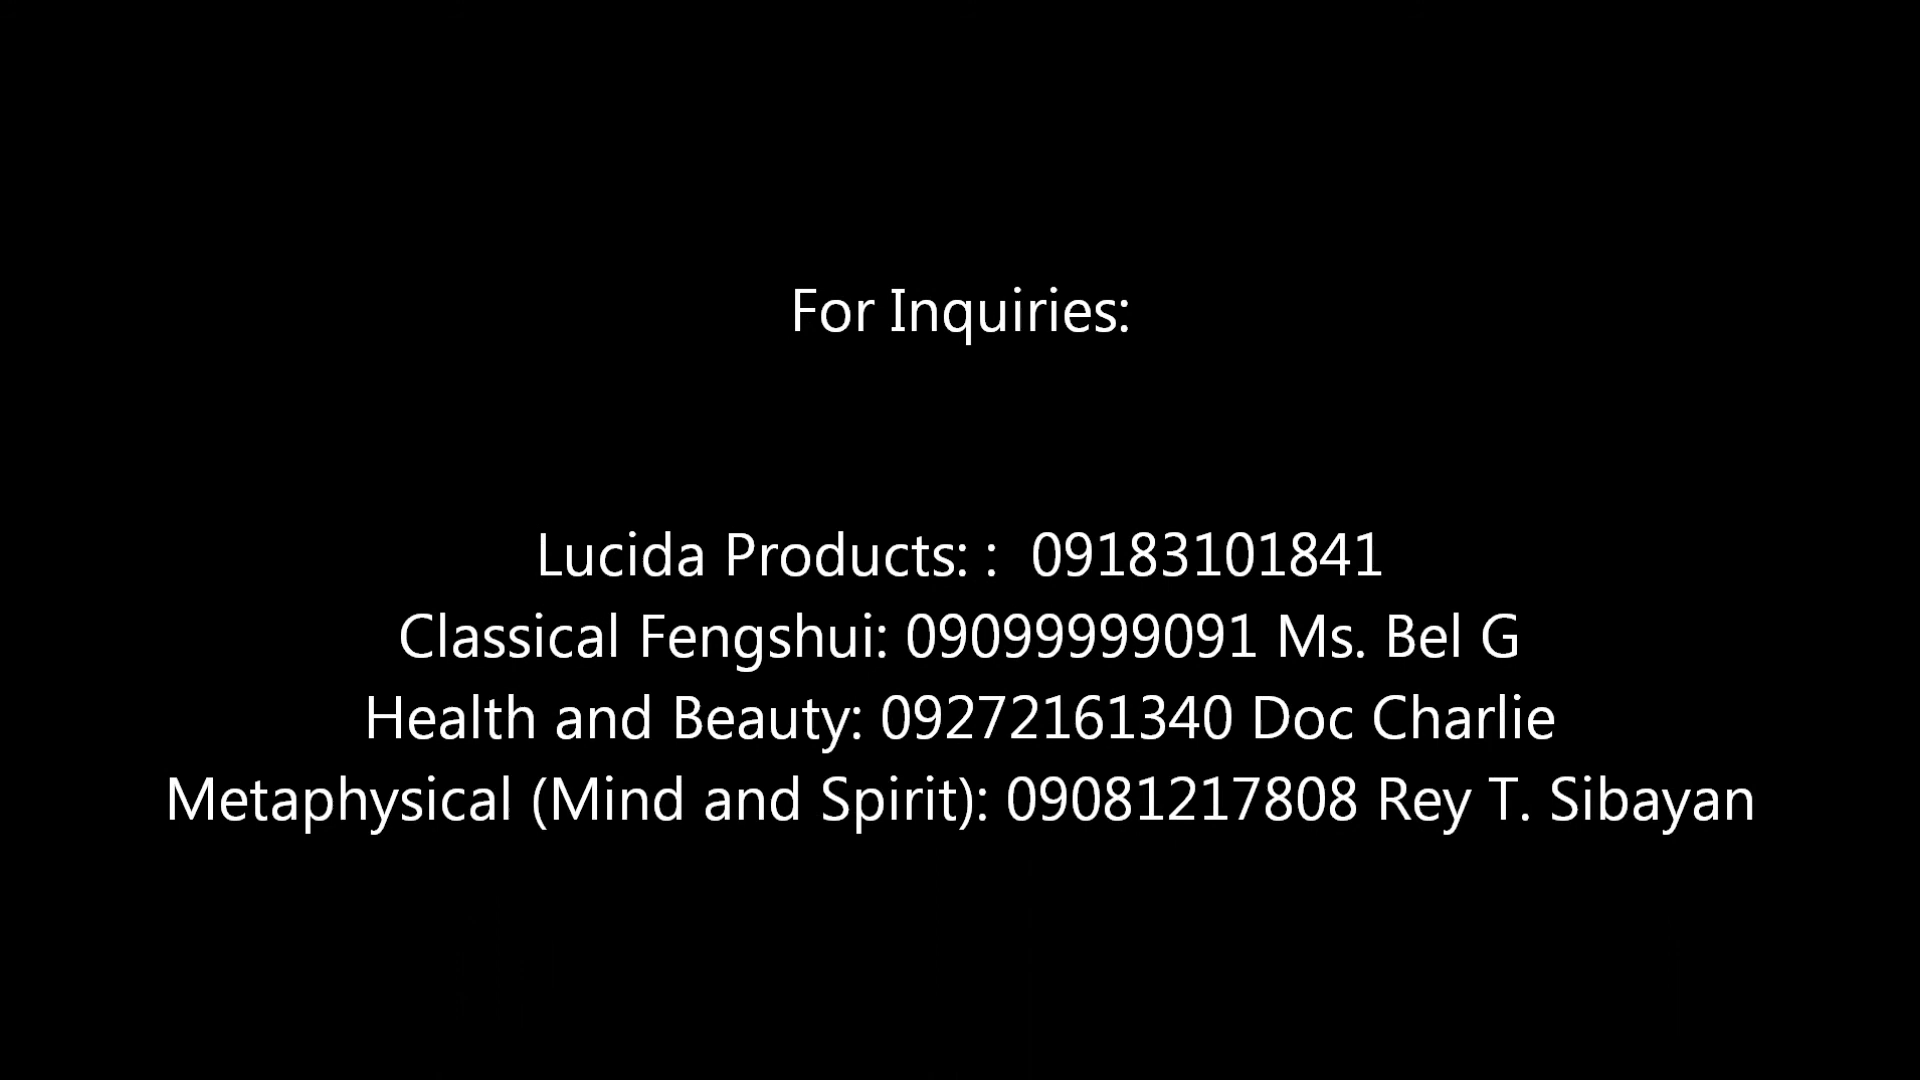 For Inquiries:
Lucida Products: :  09183101841
Classical Fengshui: 09099999091 Ms. Bel G
Health and Beauty: 09272161340 Doc Charlie
Metaphysical (Mind and Spirit): 09081217808 Rey T. Sibayan